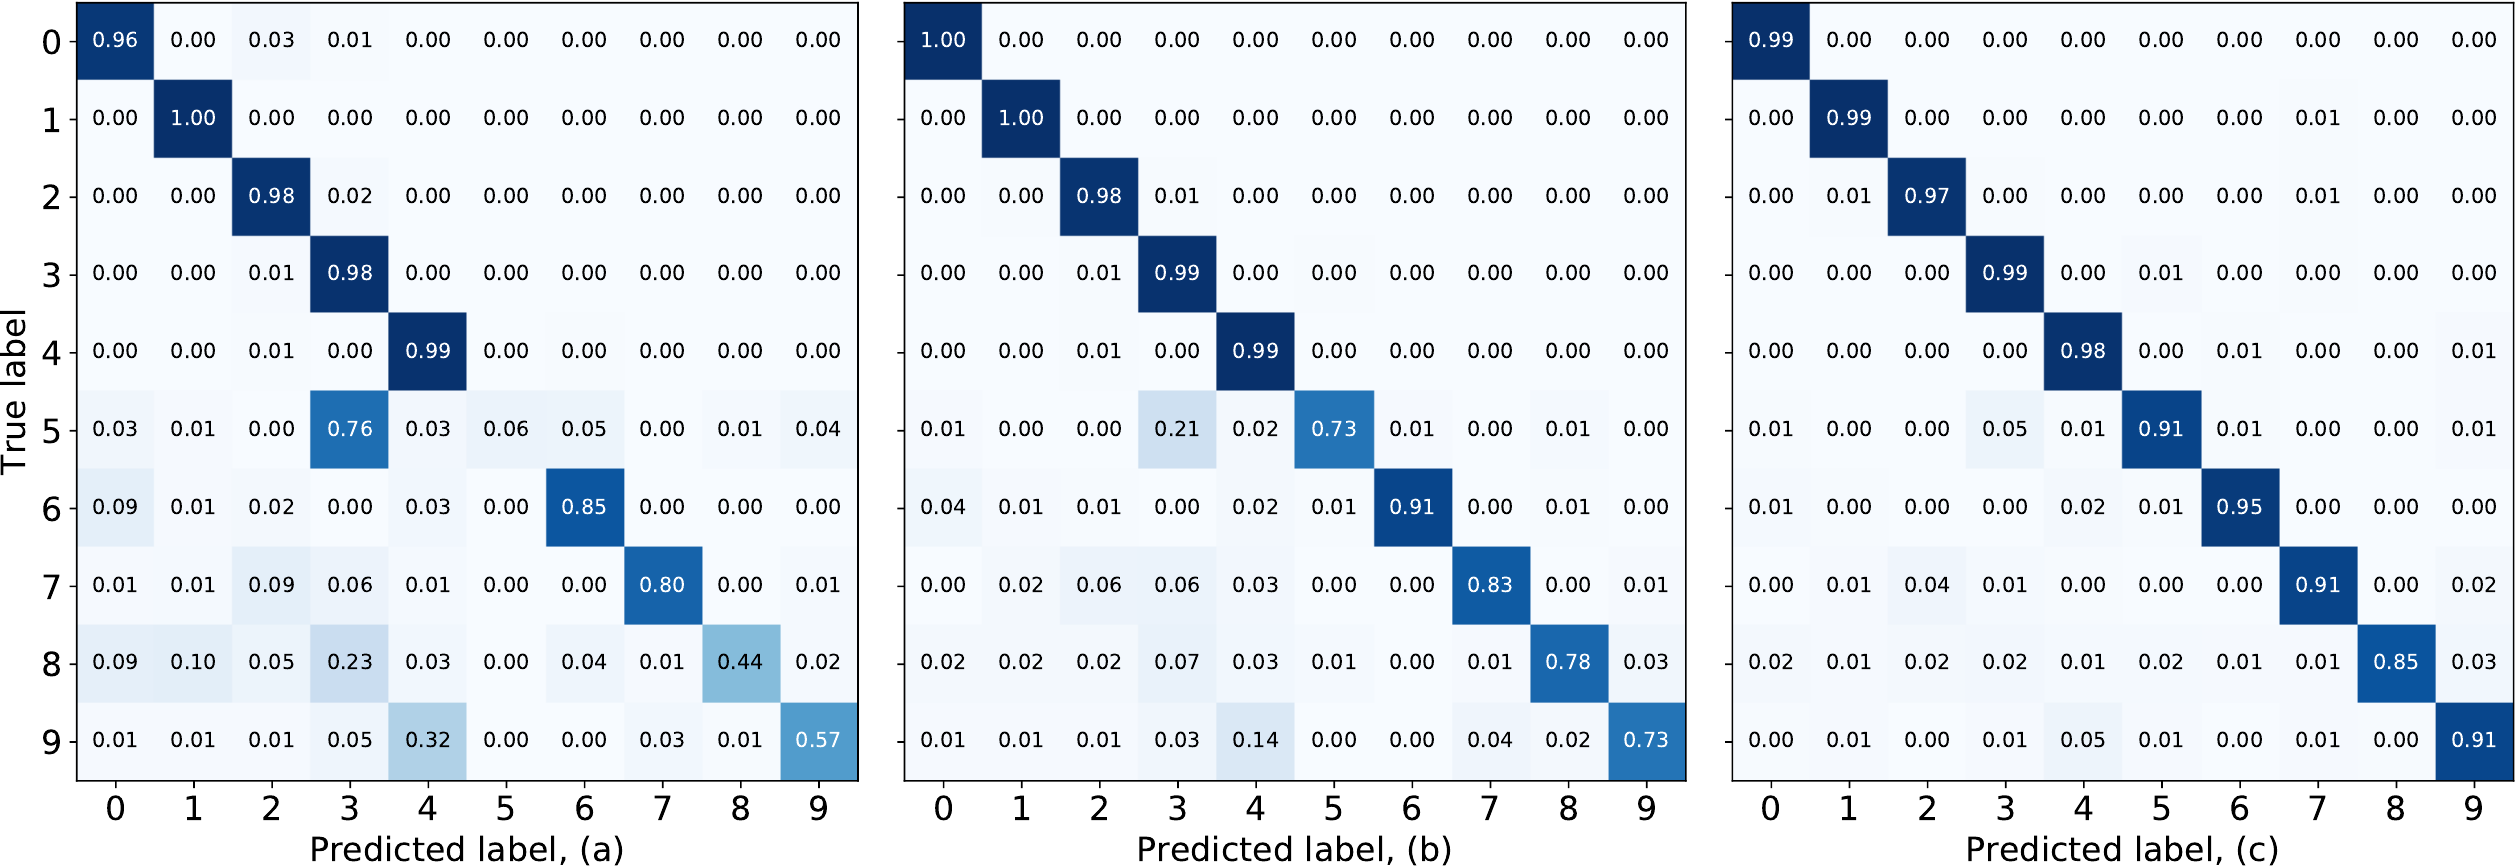 True label
0 0.96 0.00 0.03 0.01 0.00 0.00 0.00 0.00 0.00 0.00
1 0.00 1.00 0.00 0.00 0.00 0.00 0.00 0.00 0.00 0.00
2 0.00 0.00 0.98 0.02 0.00 0.00 0.00 0.00 0.00 0.00
3 0.00 0.00 0.01 0.98 0.00 0.00 0.00 0.00 0.00 0.00
4 0.00 0.00 0.01 0.00 0.99 0.00 0.00 0.00 0.00 0.00
5 0.03 0.01 0.00 0.76 0.03 0.06 0.05 0.00 0.01 0.04
6 0.09 0.01 0.02 0.00 0.03 0.00 0.85 0.00 0.00 0.00
7 0.01 0.01 0.09 0.06 0.01 0.00 0.00 0.80 0.00 0.01
8 0.09 0.10 0.05 0.23 0.03 0.00 0.04 0.01 0.44 0.02
9 0.01 0.01 0.01 0.05 0.32 0.00 0.00 0.03 0.01 0.57
0 1 2 3 4 5 6 7 8 9
Predicted label, (a)
1.00 0.00 0.00 0.00 0.00 0.00 0.00 0.00 0.00 0.00
0.00 1.00 0.00 0.00 0.00 0.00 0.00 0.00 0.00 0.00
0.00 0.00 0.98 0.01 0.00 0.00 0.00 0.00 0.00 0.00
0.00 0.00 0.01 0.99 0.00 0.00 0.00 0.00 0.00 0.00
0.00 0.00 0.01 0.00 0.99 0.00 0.00 0.00 0.00 0.00
0.01 0.00 0.00 0.21 0.02 0.73 0.01 0.00 0.01 0.00
0.04 0.01 0.01 0.00 0.02 0.01 0.91 0.00 0.01 0.00
0.00 0.02 0.06 0.06 0.03 0.00 0.00 0.83 0.00 0.01
0.02 0.02 0.02 0.07 0.03 0.01 0.00 0.01 0.78 0.03
0.01 0.01 0.01 0.03 0.14 0.00 0.00 0.04 0.02 0.73
0 1 2 3 4 5 6 7 8 9
Predicted label, (b)
0.99 0.00 0.00 0.00 0.00 0.00 0.00 0.00 0.00 0.00
0.00 0.99 0.00 0.00 0.00 0.00 0.00 0.01 0.00 0.00
0.00 0.01 0.97 0.00 0.00 0.00 0.00 0.01 0.00 0.00
0.00 0.00 0.00 0.99 0.00 0.01 0.00 0.00 0.00 0.00
0.00 0.00 0.00 0.00 0.98 0.00 0.01 0.00 0.00 0.01
0.01 0.00 0.00 0.05 0.01 0.91 0.01 0.00 0.00 0.01
0.01 0.00 0.00 0.00 0.02 0.01 0.95 0.00 0.00 0.00
0.00 0.01 0.04 0.01 0.00 0.00 0.00 0.91 0.00 0.02
0.02 0.01 0.02 0.02 0.01 0.02 0.01 0.01 0.85 0.03
0.00 0.01 0.00 0.01 0.05 0.01 0.00 0.01 0.00 0.91
0 1 2 3 4 5 6 7 8 9
Predicted label, (c)